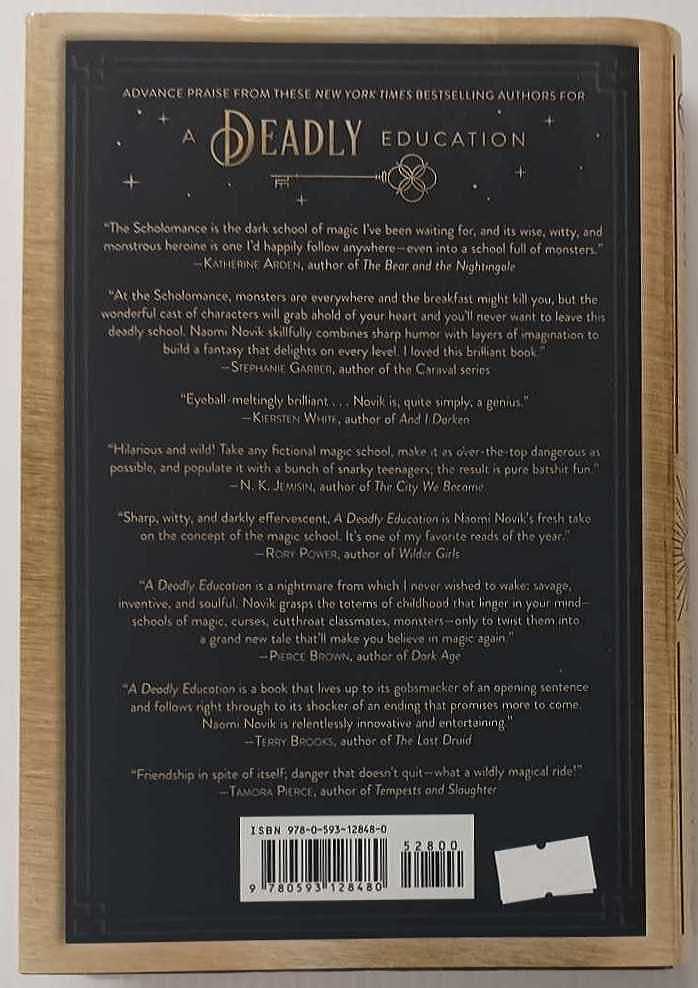 ADVANCE PRAISE FROM THESE NEW YORK TIMES BESTSELLING AUTHORS FOR
A DEADLY EDUCATION
“The Scholomance is the dark school of magic I’ve been waiting for, and its wise, witty, and
monstrous heroine is one I’d happily follow anywhere—even into a school full of monsters.”
—KATHERINE ARDEN, author of The Bear and the Nightingale
“At the Scholomance, monsters are everywhere and the breakfast might kill you, but the
wonderful cast of characters will grab ahold of your heart and you’ll never want to leave this
deadly school. Naomi Novik skillfully combines sharp humor with layers of imagination to
build a fantasy that delights on every level. I loved this brilliant book.”
—STEPHANIE GARBER, author of the Caraval series
“Eyeball-meltingly brilliant . . . Novik is, quite simply, a genius.”
—KIERSTEN WHITE, author of And I Darken
“Hilarious and wild! Take any fictional magic school, make it as over-the-top dangerous as
possible, and populate it with a bunch of snarky teenagers; the result is pure batshit fun.”
—N. K. JEMISIN, author of The City We Became
“Sharp, witty, and darkly effervescent, A Deadly Education is Naomi Novik’s fresh take
on the concept of the magic school. It’s one of my favorite reads of the year.”
—RORY POWER, author of Wilder Girls
“A Deadly Education is a nightmare from which I never wished to wake: savage,
inventive, and soulful. Novik grasps the totems of childhood that linger in your mind—
schools of magic, curses, cutthroat classmates, monsters—only to twist them into
a grand new tale that’ll make you believe in magic again.”
—PIERCE BROWN, author of Dark Age
“A Deadly Education is a book that lives up to its gobsmacker of an opening sentence
and follows right through to its shocker of an ending that promises more to come.
Naomi Novik is relentlessly innovative and entertaining.”
—TERRY BROOKS, author of The Last Druid
“Friendship in spite of itself; danger that doesn’t quit—what a wildly magical ride!”
—TAMORA PIERCE, author of Tempests and Slaughter
ISBN 978-0-593-12848-0
52800
9 780593 128480